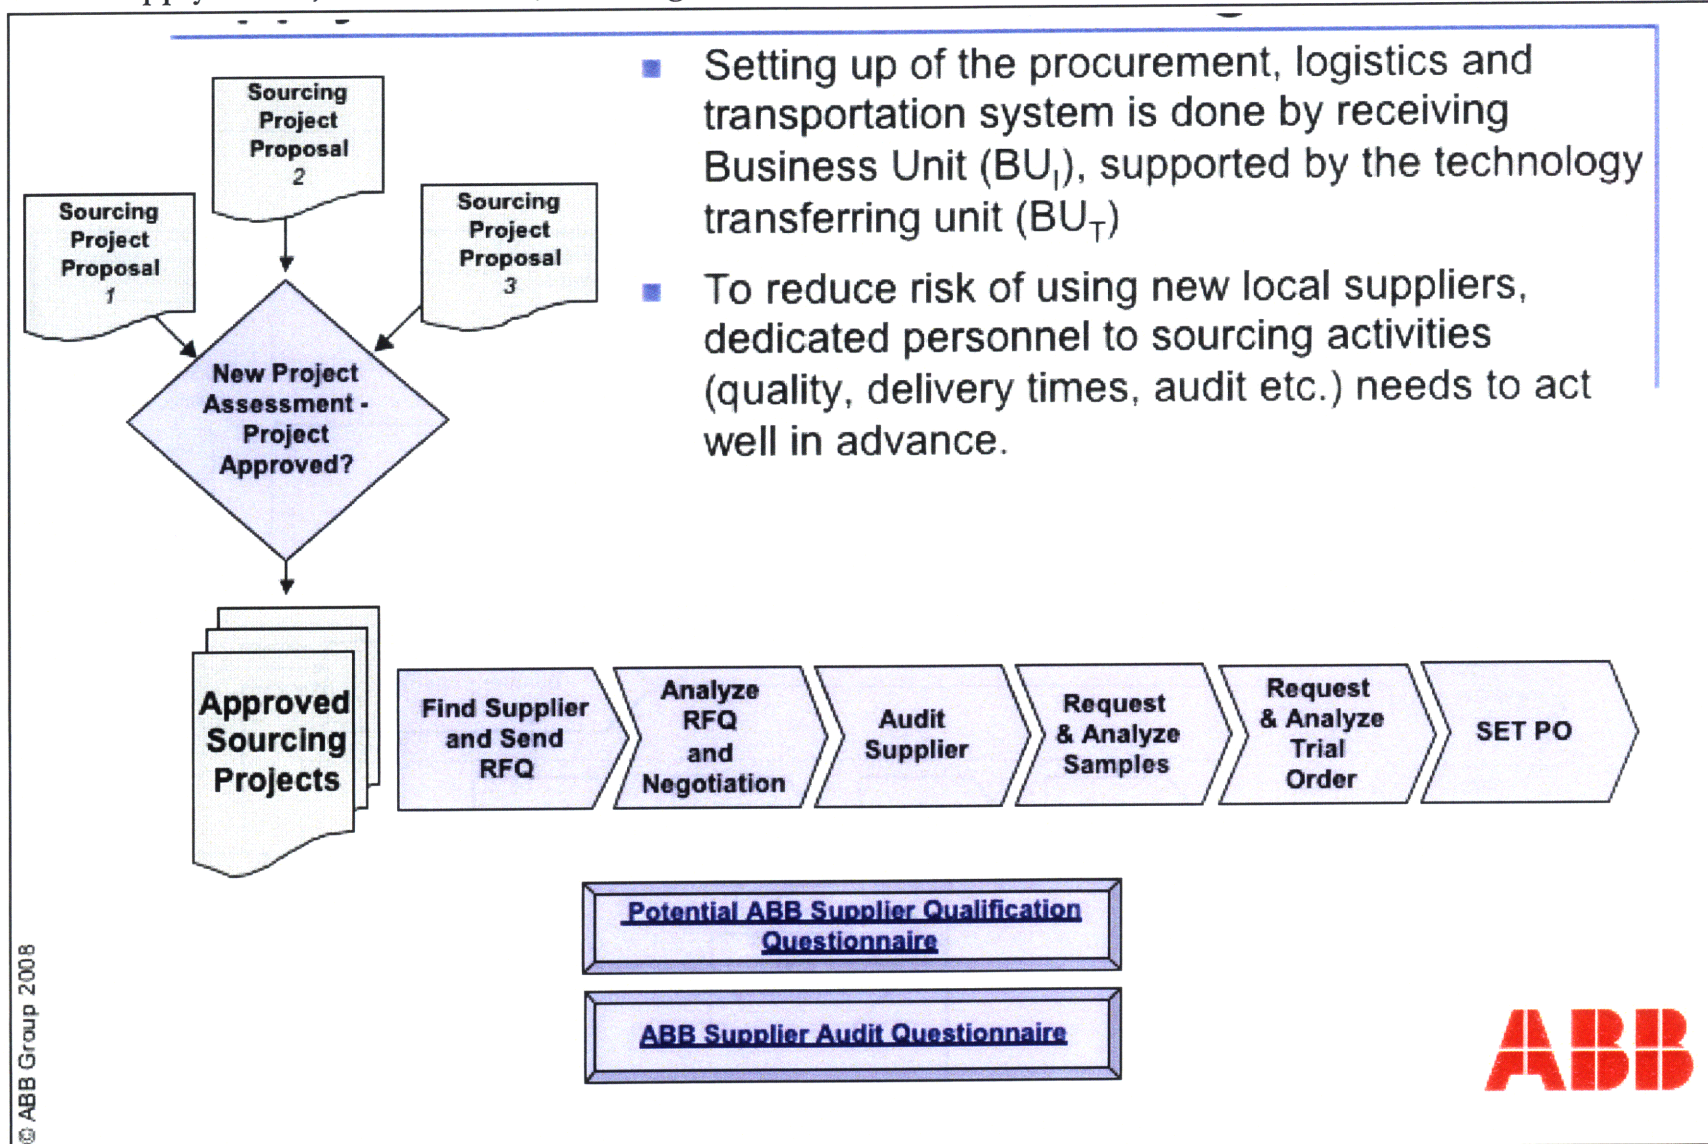 Sourcing
Project
Proposal
2
Sourcing
Project
Proposal
1
Sourcing
Project
Proposal
3
New Project
Assessment -
Project
Approved?
Setting up of the procurement, logistics and
transportation system is done by receiving
Business Unit (BUI), supported by the technology
transferring unit (BUT)
To reduce risk of using new local suppliers,
dedicated personnel to sourcing activities
(quality, delivery times, audit etc.) needs to act
well in advance.
Approved
Sourcing
Projects
Find Supplier
and Send
RFQ
Analyze
RFQ
and
Negotiation
Audit
Supplier
Request
& Analyze
Samples
Request
& Analyze
Trial
Order
SET PO
Potential ABB Supplier Qualification
Questionnaire
ABB Supplier Audit Questionnaire
© ABB Group 2008
ABB